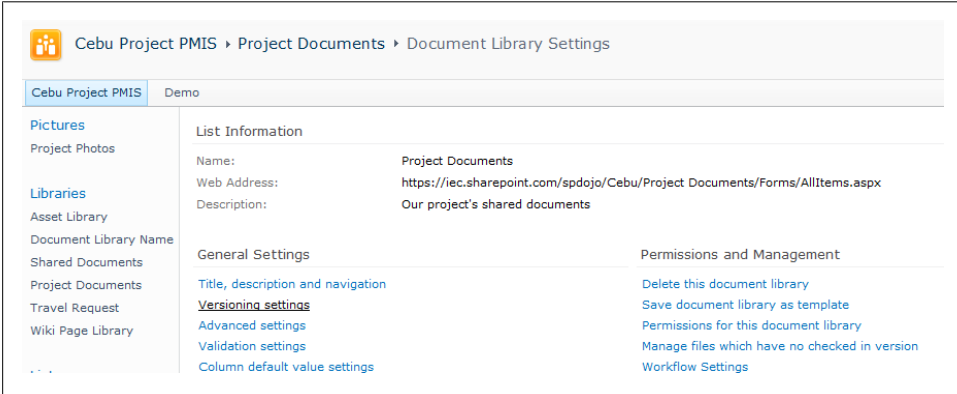 Cebu Project PMIS ▸ Project Documents ▸ Document Library Settings
Cebu Project PMIS Demo
Pictures
Project Photos
Libraries
Asset Library
Document Library Name
Shared Documents
Project Documents
Travel Request
Wiki Page Library
List Information
Name: Project Documents
Web Address: https://iec.sharepoint.com/spdojo/Cebu/Project Documents/Forms/AllItems.aspx
Description: Our project's shared documents
General Settings
Title, description and navigation
Versioning settings
Advanced settings
Validation settings
Column default value settings
Permissions and Management
Delete this document library
Save document library as template
Permissions for this document library
Manage files which have no checked in version
Workflow Settings